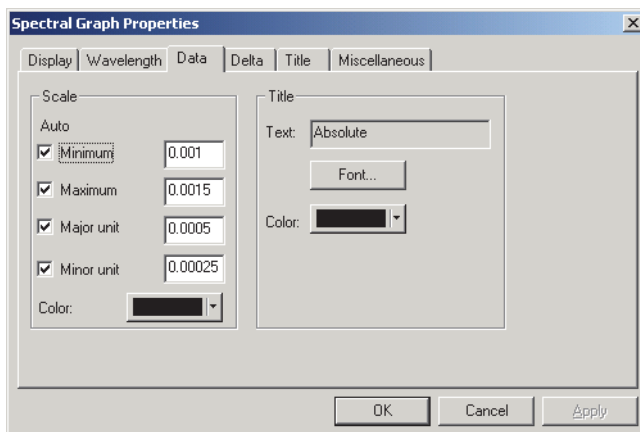 Spectral Graph Properties
Display Wavelength Data Delta Title Miscellaneous
Scale
Auto
Minimum 0.001
Maximum 0.0015
Major unit 0.0005
Minor unit 0.00025
Color:
Title
Text: Absolute
Font...
Color:
OK Cancel Apply